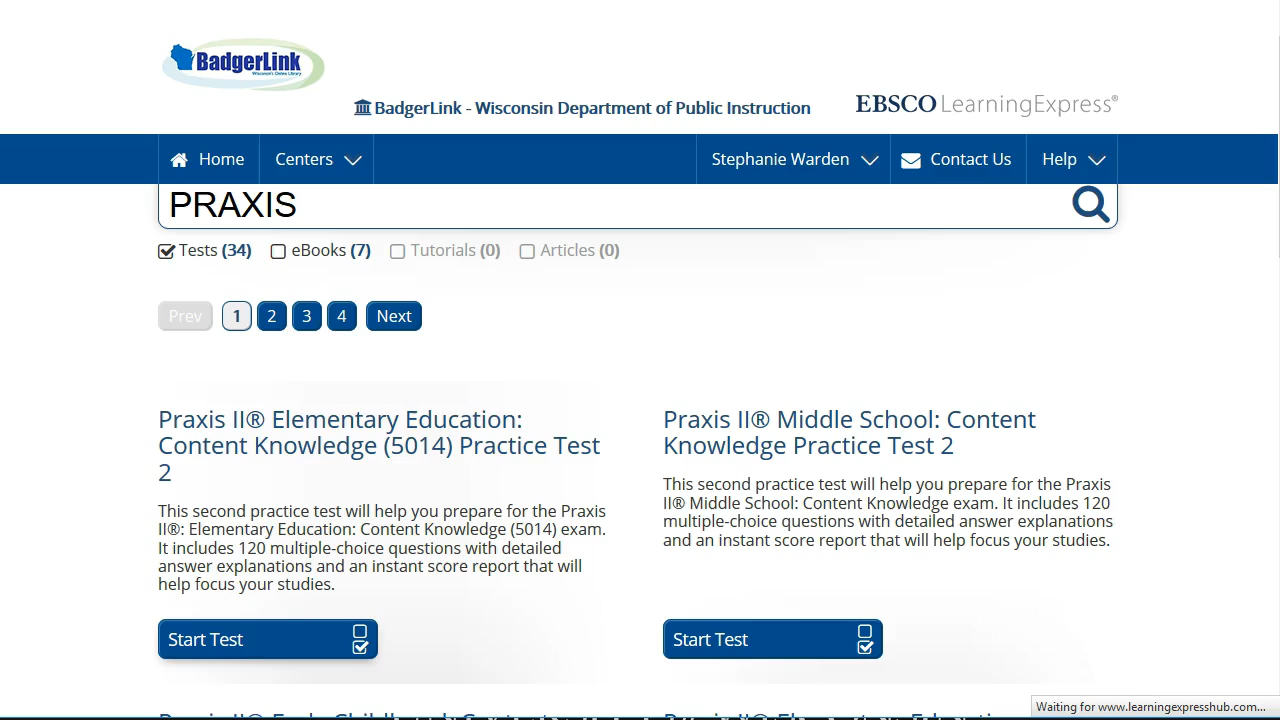 BadgerLink
Wisconsin's Online Library
BadgerLink - Wisconsin Department of Public Instruction
EBSCO LearningExpress®
Home
Centers
Stephanie Warden
Contact Us
Help
PRAXIS
Tests (34)
eBooks (7)
Tutorials (0)
Articles (0)
Prev
1
2
3
4
Next
Praxis II® Elementary Education:
Content Knowledge (5014) Practice Test
2
This second practice test will help you prepare for the Praxis
II®: Elementary Education: Content Knowledge (5014) exam.
It includes 120 multiple-choice questions with detailed
answer explanations and an instant score report that will
help focus your studies.
Start Test
Praxis II® Middle School: Content
Knowledge Practice Test 2
This second practice test will help you prepare for the Praxis
II® Middle School: Content Knowledge exam. It includes 120
multiple-choice questions with detailed answer explanations
and an instant score report that will help focus your studies.
Start Test
Waiting for www.learningexpresshub.com...